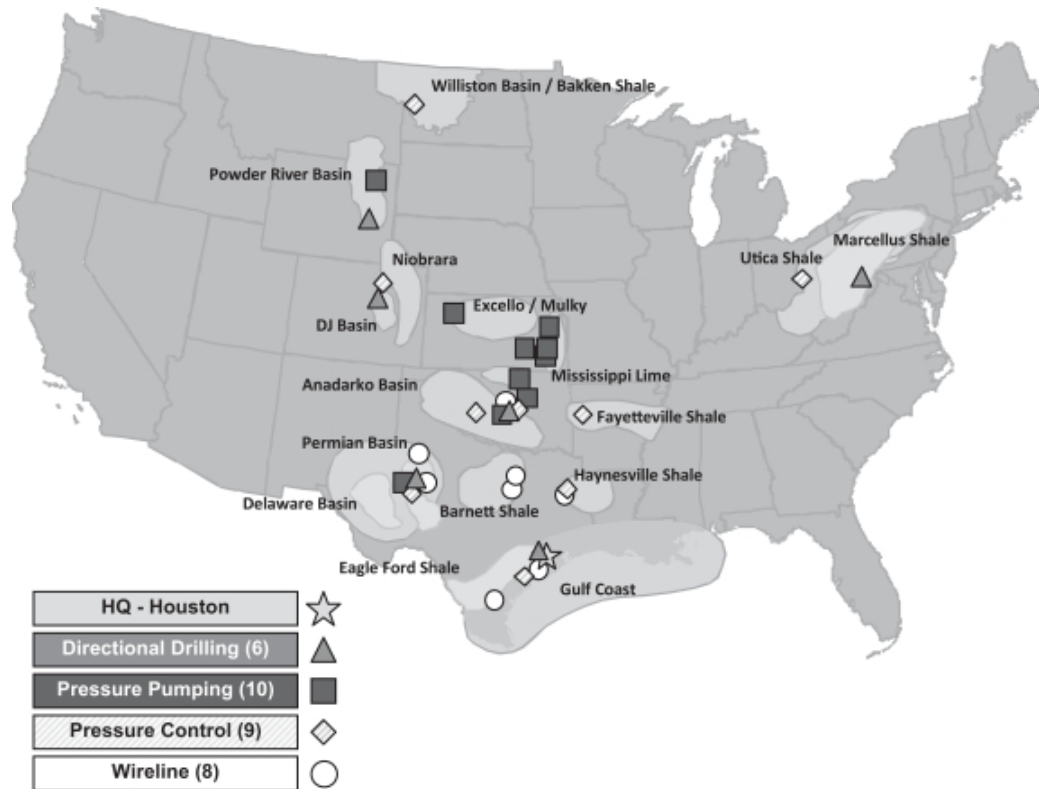 Williston Basin / Bakken Shale
Powder River Basin
Marcellus Shale
Utica Shale
Niobrara
Excello / Mulky
DJ Basin
Mississippi Lime
Anadarko Basin
Fayetteville Shale
Permian Basin
Haynesville Shale
Delaware Basin
Barnett Shale
Eagle Ford Shale
Gulf Coast
HQ - Houston
Directional Drilling (6)
Pressure Pumping (10)
Pressure Control (9)
Wireline (8)